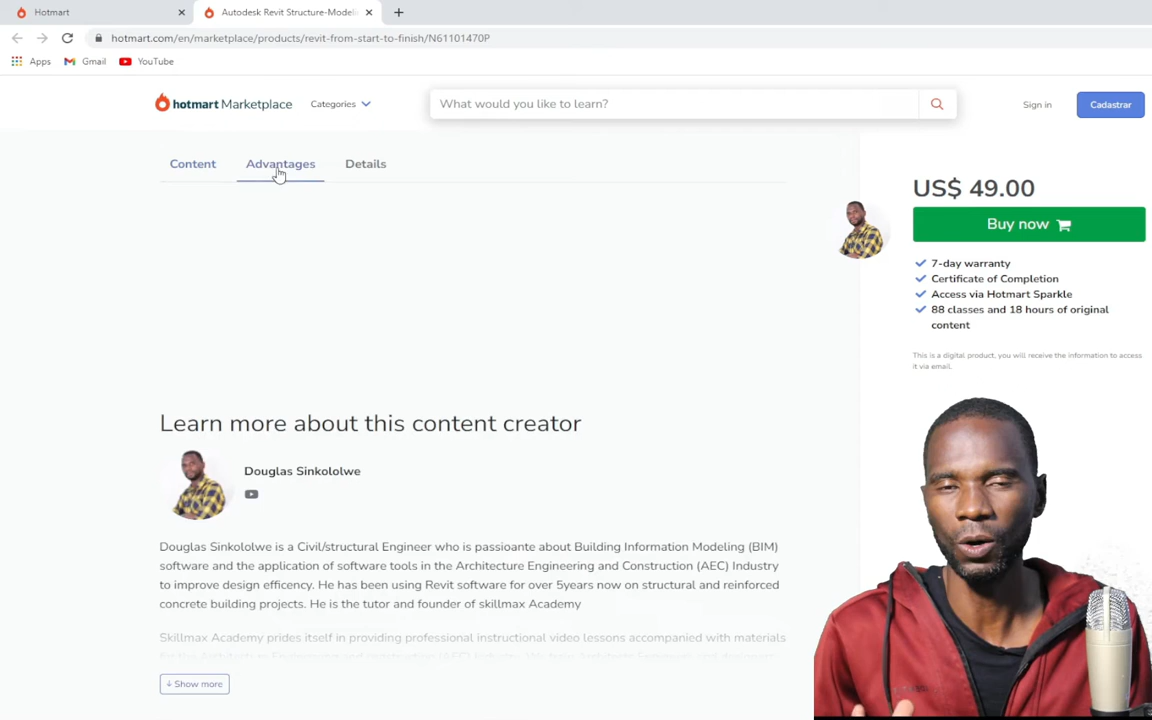 Hotmart
Autodesk Revit Structure-Modeli
hotmart.com/en/marketplace/products/revit-from-start-to-finish/N61101470P
Apps Gmail YouTube
hotmart Marketplace Categories What would you like to learn? Sign in Cadastrar
Content Advantages Details
US$ 49.00
Buy now
7-day warranty
Certificate of Completion
Access via Hotmart Sparkle
88 classes and 18 hours of original
content
This is a digital product, you will receive the information to access
it via email.
Learn more about this content creator
Douglas Sinkololwe
Douglas Sinkololwe is a Civil/structural Engineer who is passioante about Building Information Modeling (BIM)
software and the application of software tools in the Architecture Engineering and Construction (AEC) Industry
to improve design efficency. He has been using Revit software for over 5years now on structural and reinforced
concrete building projects. He is the tutor and founder of skillmax Academy
Skillmax Academy prides itself in providing professional instructional video lessons accompanied with materials
Show more